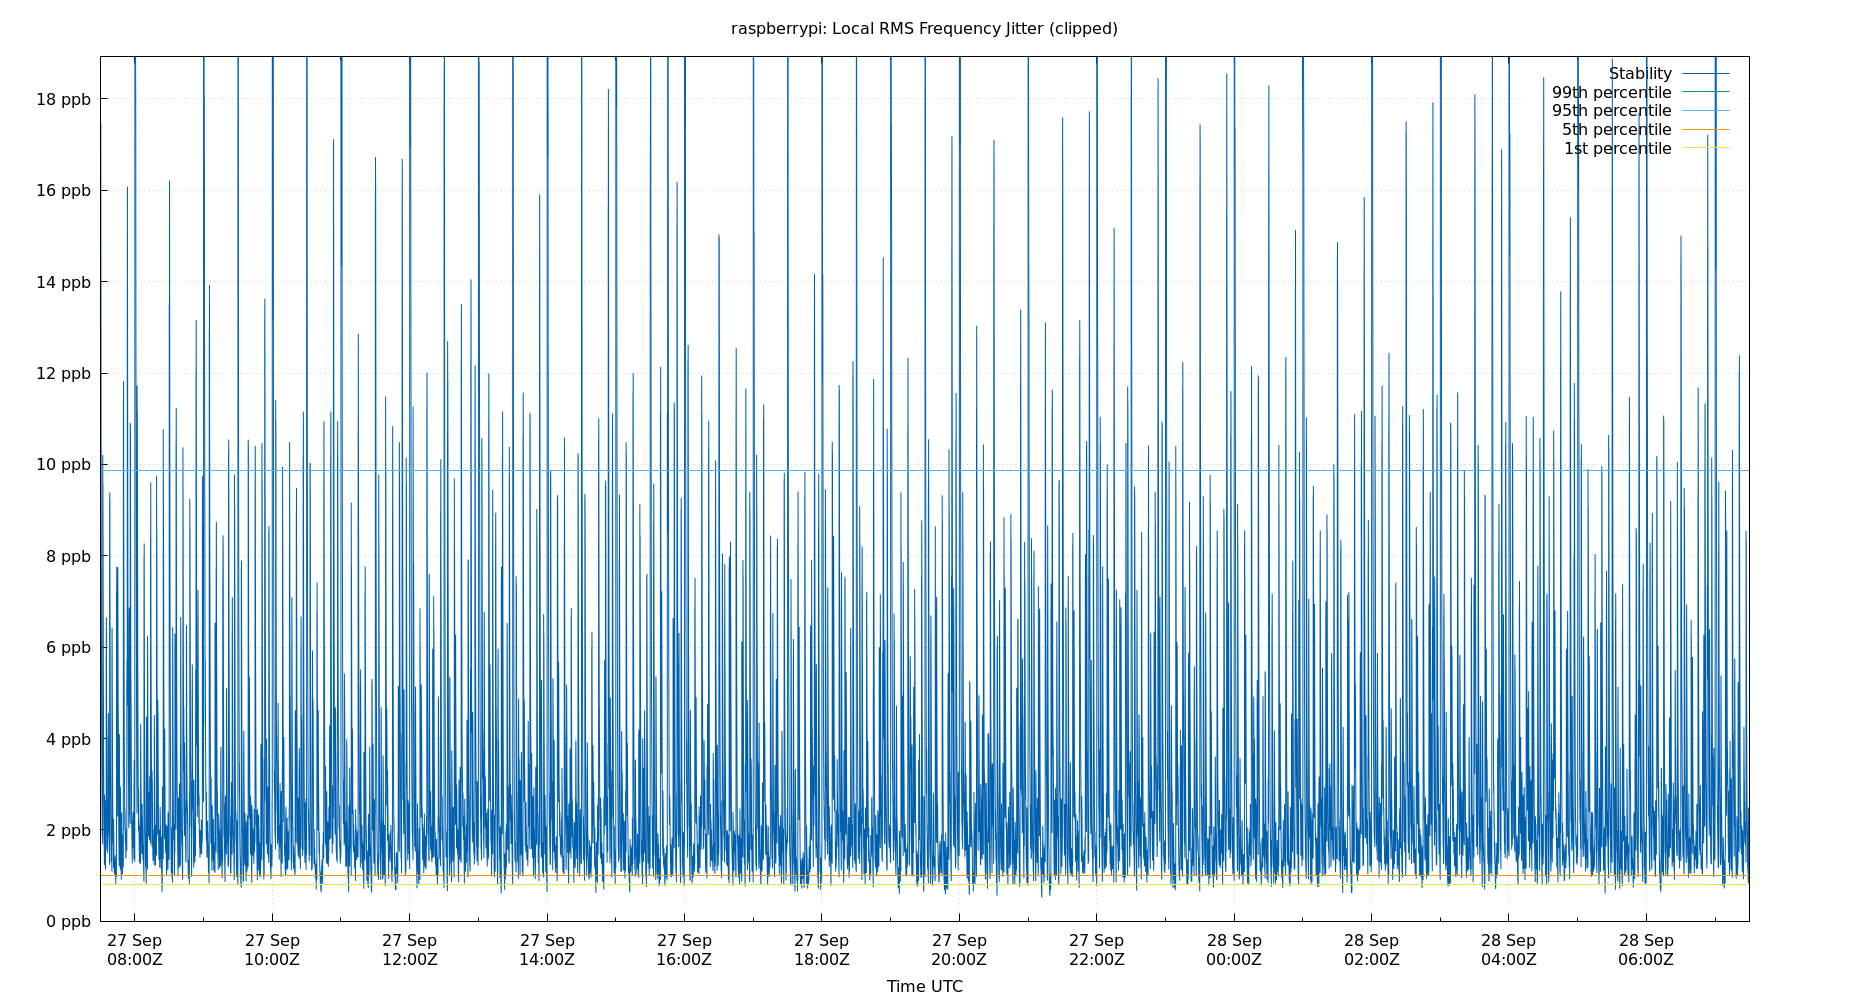 raspberrypi: Local RMS Frequency Jitter (clipped)
Stability
99th percentile
95th percentile
5th percentile
1st percentile
18 ppb
16 ppb
14 ppb
12 ppb
10 ppb
8 ppb
6 ppb
4 ppb
2 ppb
0 ppb
27 Sep 27 Sep 27 Sep 27 Sep 27 Sep 27 Sep 27 Sep 27 Sep 28 Sep 28 Sep 28 Sep 28 Sep
08:00Z 10:00Z 12:00Z 14:00Z 16:00Z 18:00Z 20:00Z 22:00Z 00:00Z 02:00Z 04:00Z 06:00Z
Time UTC